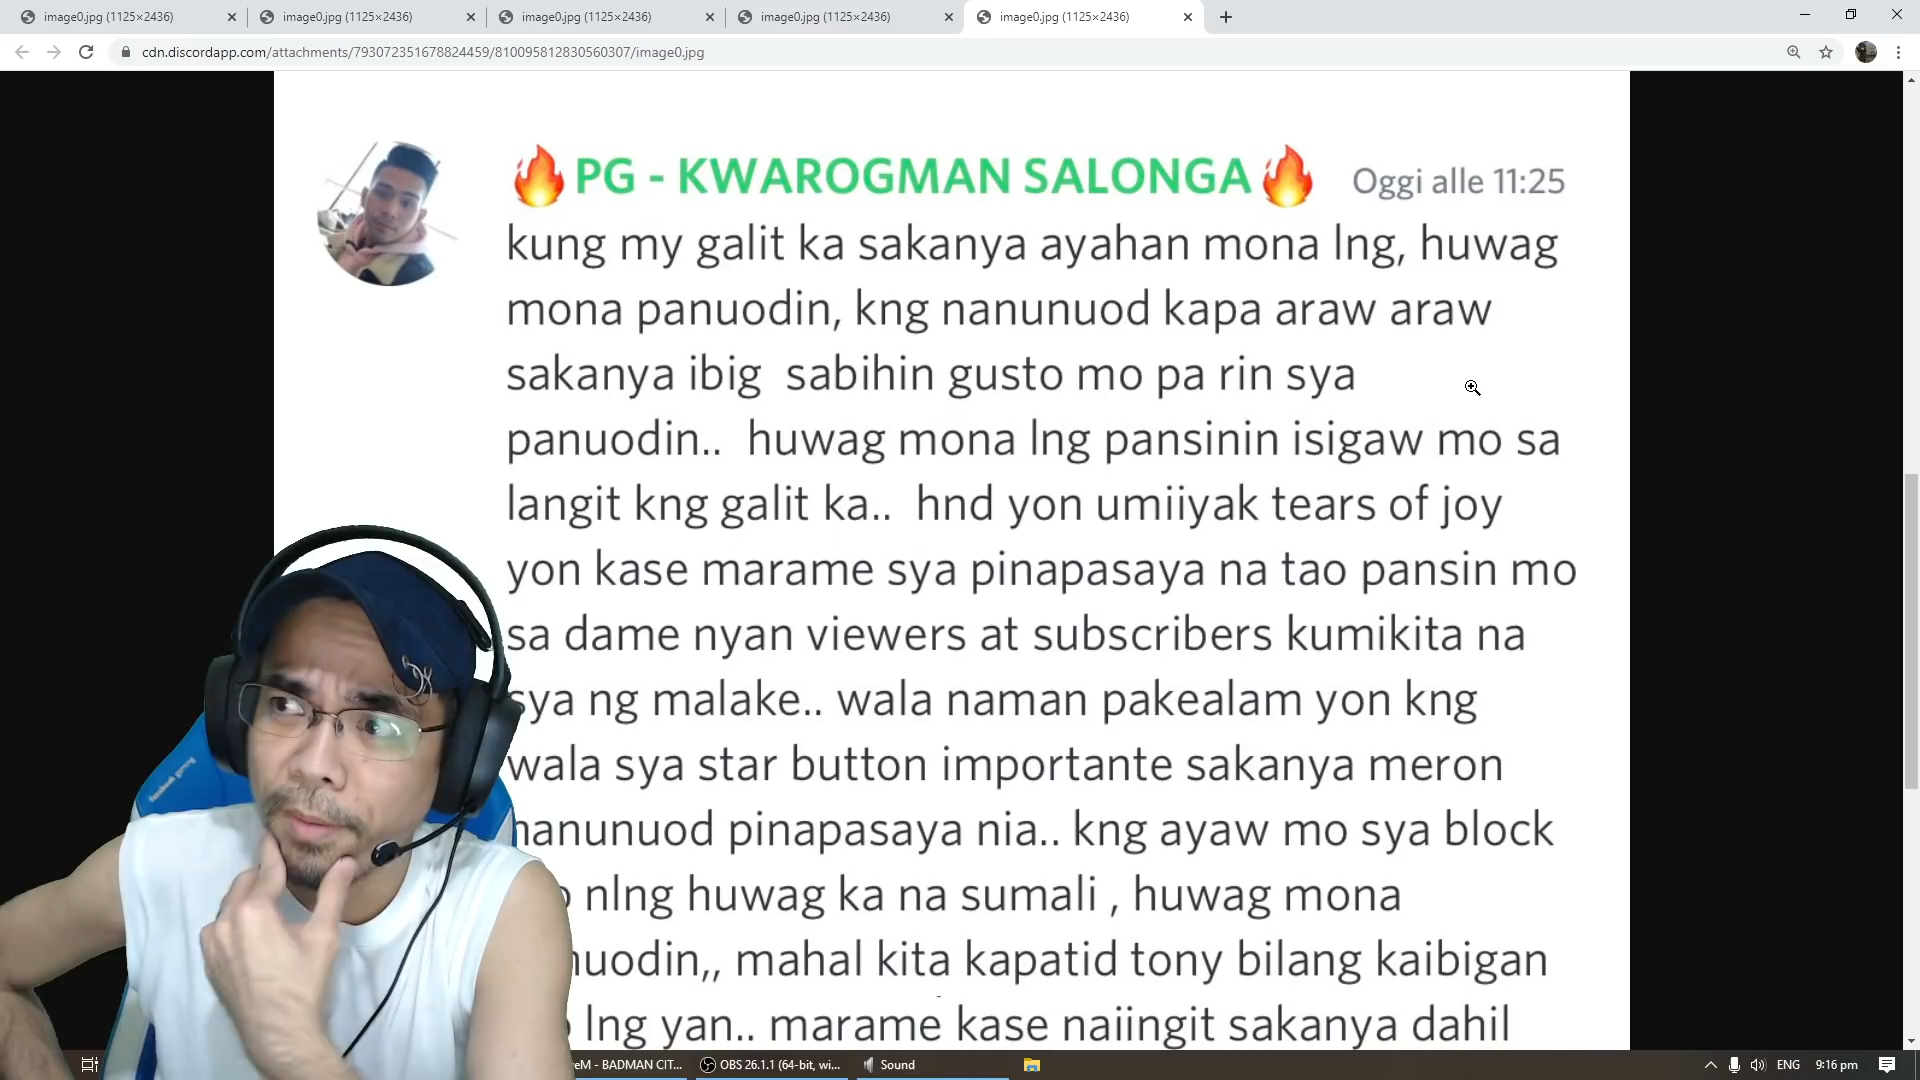 image0.jpg (1125×2436)
image0.jpg (1125×2436)
image0.jpg (1125×2436)
image0.jpg (1125×2436)
image0.jpg (1125×2436)
cdn.discordapp.com/attachments/793072351678824459/810095812830560307/image0.jpg
🔥PG - KWAROGMAN SALONGA🔥 Oggi alle 11:25
kung my galit ka sakanya ayahan mona lng, huwag
mona panuodin, kng nanunuod kapa araw araw
sakanya ibig sabihin gusto mo pa rin sya
panuodin.. huwag mona lng pansinin isigaw mo sa
langit kng galit ka.. hnd yon umiiyak tears of joy
yon kase marame sya pinapasaya na tao pansin mo
sa dame nyan viewers at subscribers kumikita na
sya ng malake.. wala naman pakealam yon kng
wala sya star button importante sakanya meron
nanunuod pinapasaya nia.. kng ayaw mo sya block
nlng huwag ka na sumali , huwag mona
mahal kita kapatid tony bilang kaibigan
lng yan.. marame kase naiingit sakanya dahil
eM - BADMAN CIT...
OBS 26.1.1 (64-bit, wi...
Sound
ENG
9:16 pm